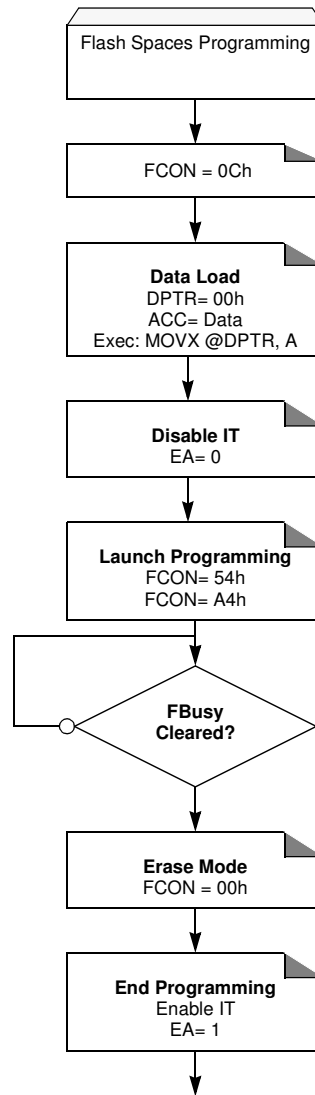 Flash Spaces Programming
FCON = 0Ch
Data Load
DPTR= 00h
ACC= Data
Exec: MOVX @DPTR, A
Disable IT
EA= 0
Launch Programming
FCON= 54h
FCON= A4h
FBusy
Cleared?
Erase Mode
FCON = 00h
End Programming
Enable IT
EA= 1